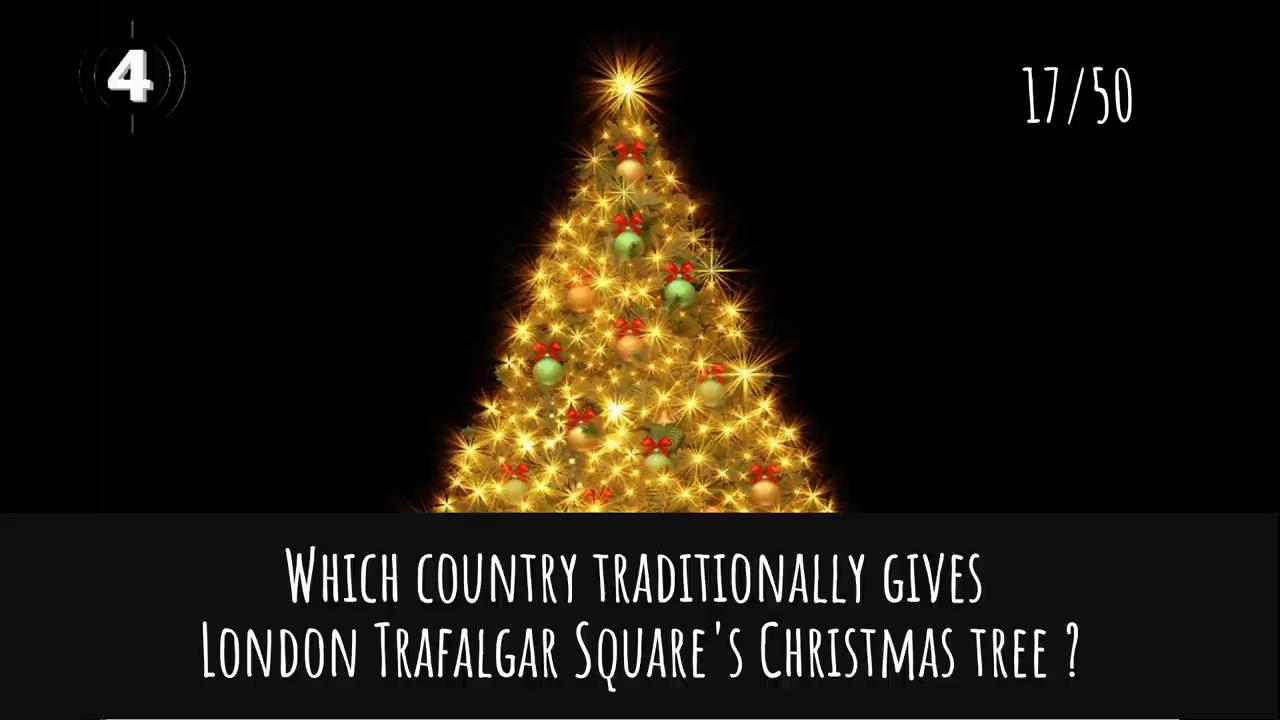 4
17/50
Which country traditionally gives
London Trafalgar Square's Christmas tree ?